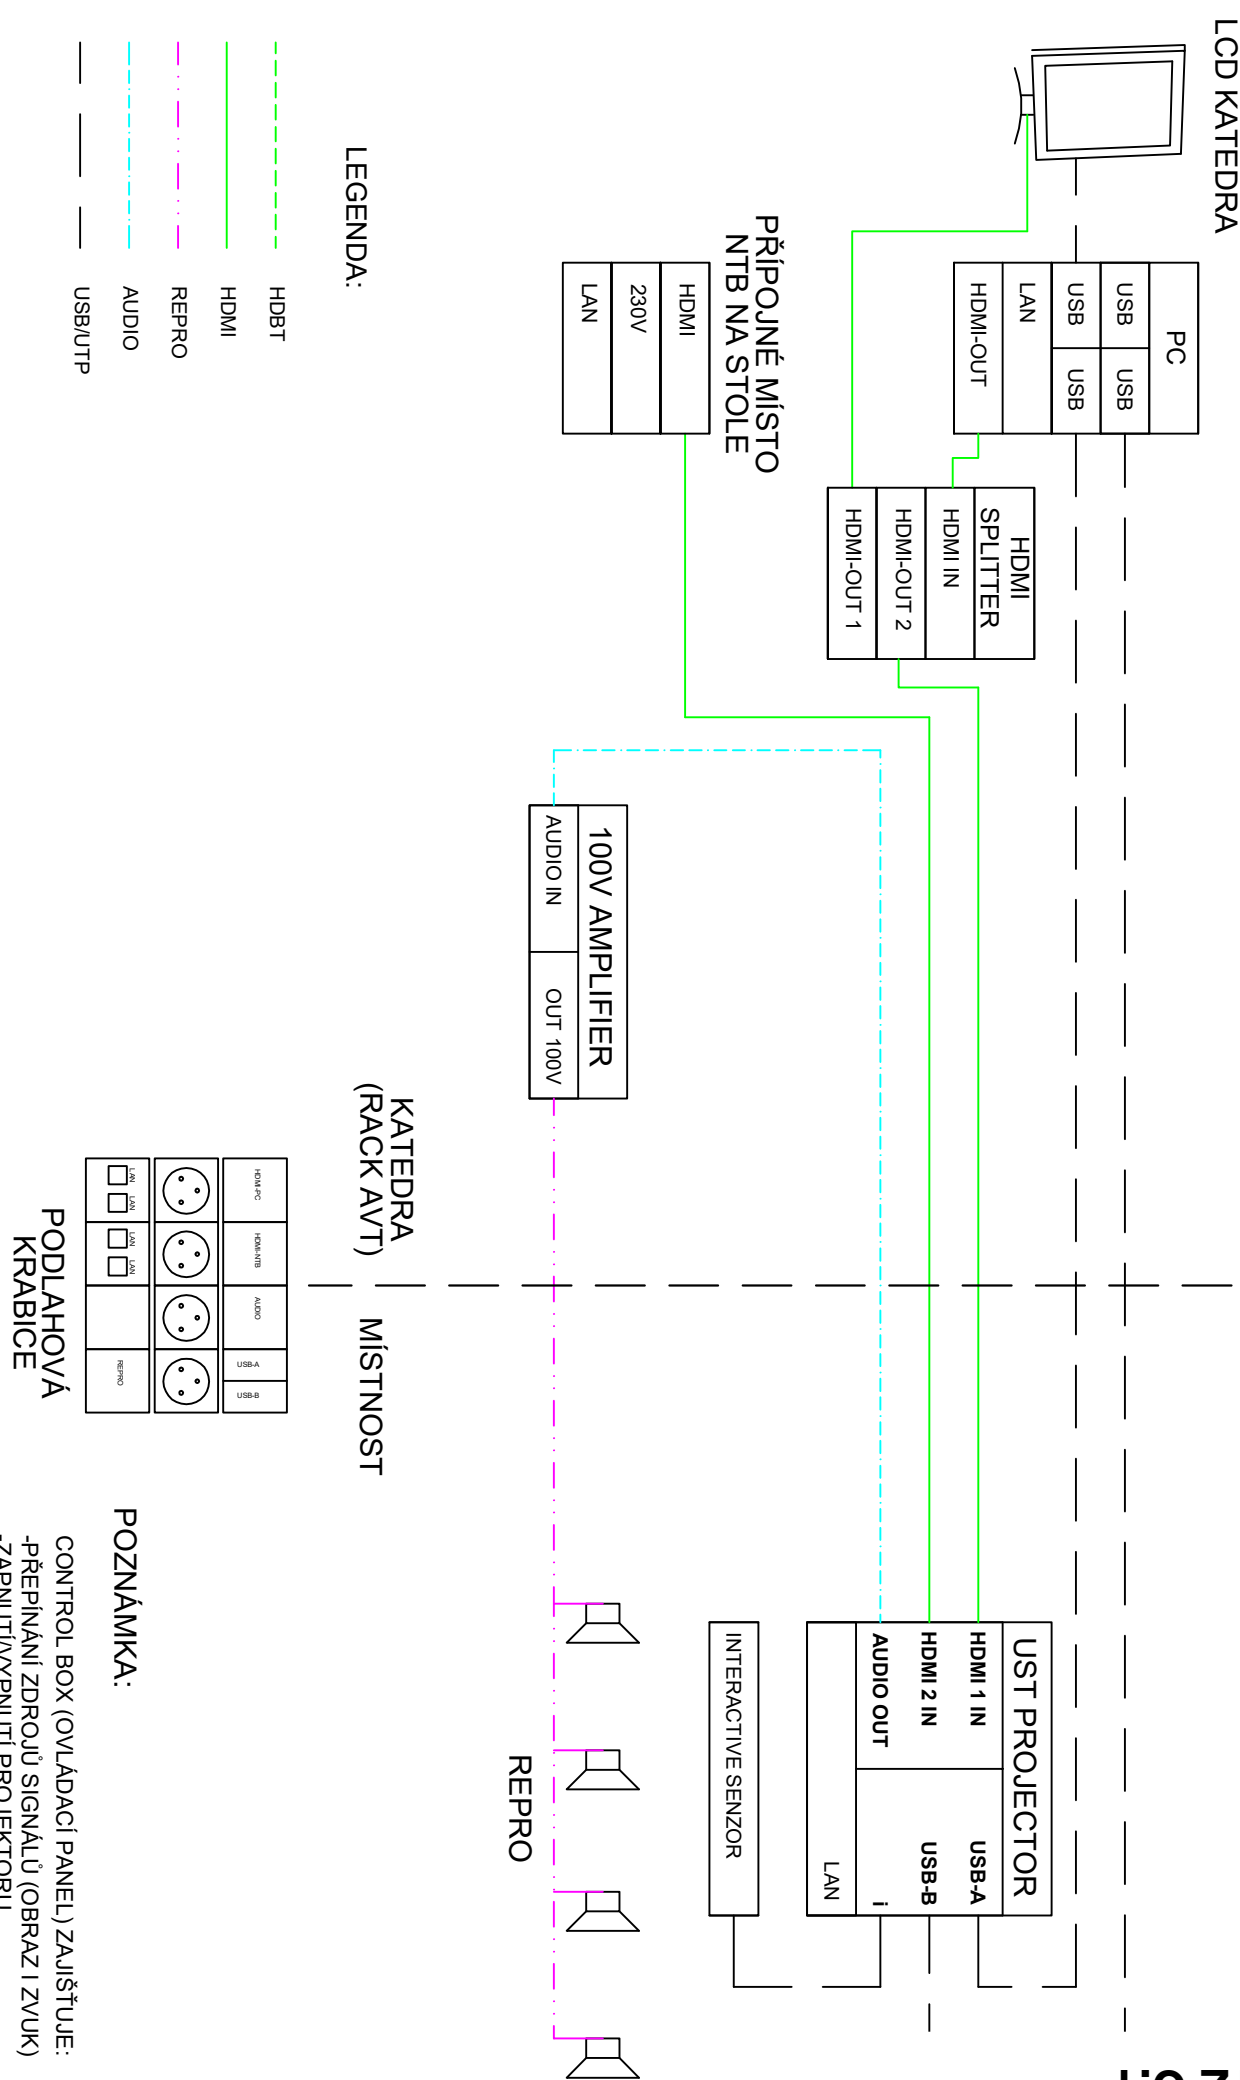 LCD KATEDRA
PC
USB
USB
USB
USB
LAN
HDMI-OUT
HDMI
SPLITTER
HDMI IN
HDMI-OUT 2
HDMI-OUT 1
PŘÍPOJNÉ MÍSTO
NTB NA STOLE
HDMI
230V
LAN
UST PROJECTOR
HDMI 1 IN
USB-A
HDMI 2 IN
USB-B
AUDIO OUT
i
LAN
INTERACTIVE SENZOR
100V AMPLIFIER
AUDIO IN
OUT 100V
REPRO
KATEDRA
(RACK AVT)
MÍSTNOST
LEGENDA:
HDBT
HDMI
REPRO
AUDIO
USB/UTP
HDMI-PC
HDMI-NTB
AUDIO
USB-A
USB-B
LAN
LAN
LAN
LAN
REPRO
PODLAHOVÁ
KRABICE
POZNÁMKA:
CONTROL BOX (OVLÁDACÍ PANEL) ZAJIŠŤUJE:
-PŘEPÍNÁNÍ ZDROJŮ SIGNÁLŮ (OBRAZ I ZVUK)
-ZAPNUTÍ/VYPNUTÍ PROJEKTORU